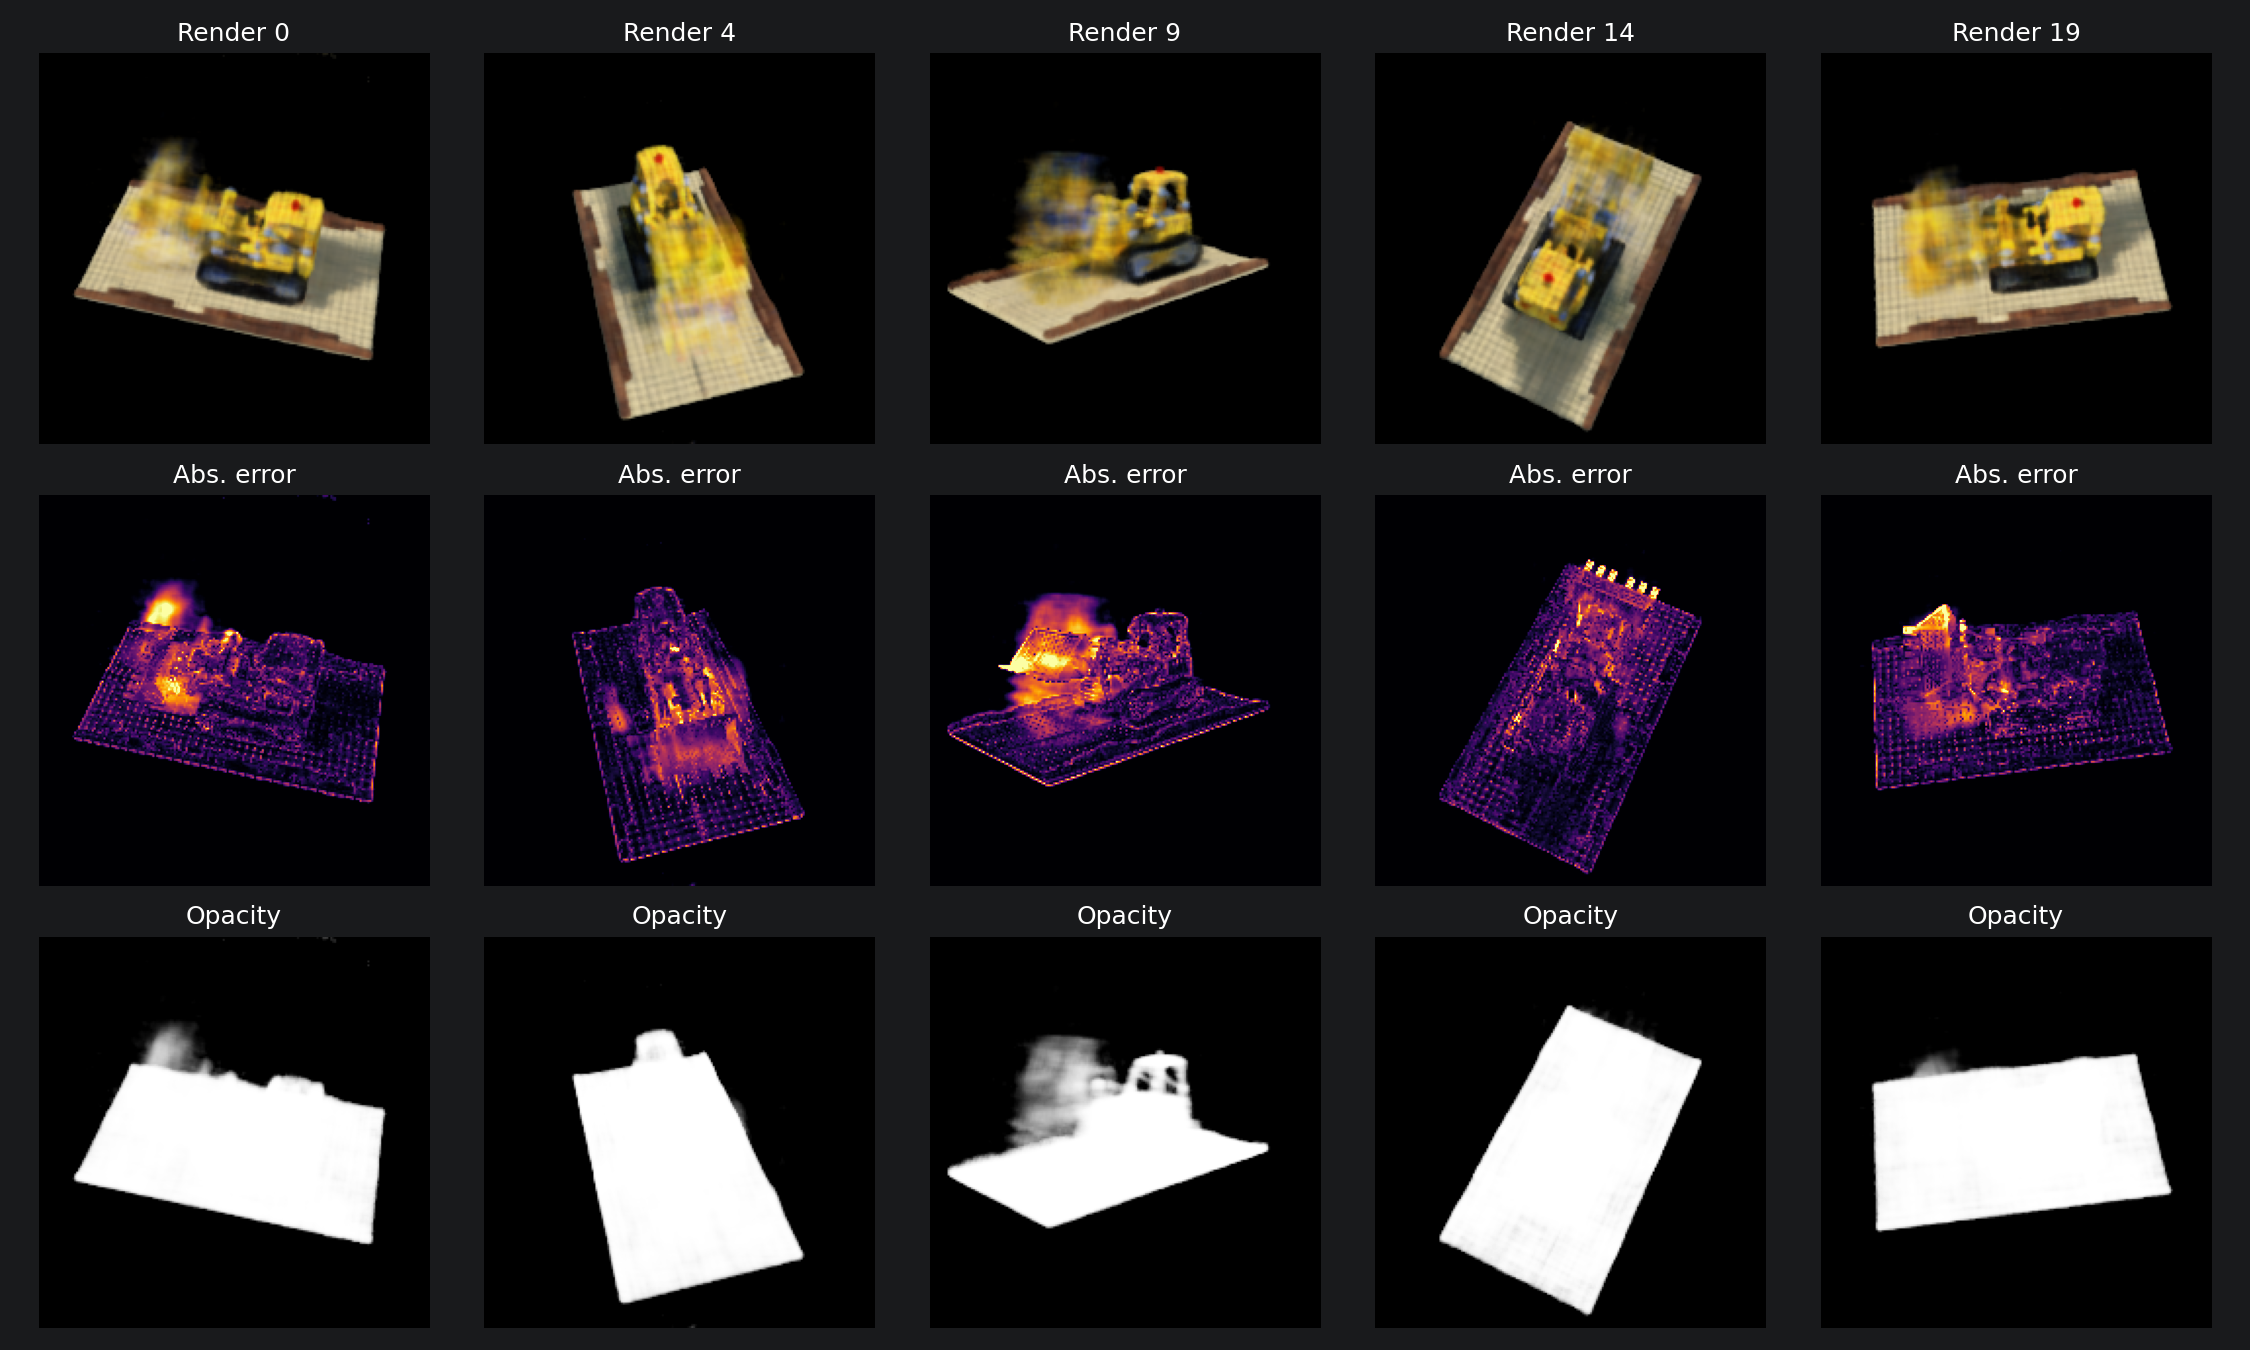 Render 0
Render 4
Render 9
Render 14
Render 19
Abs. error
Abs. error
Abs. error
Abs. error
Abs. error
Opacity
Opacity
Opacity
Opacity
Opacity